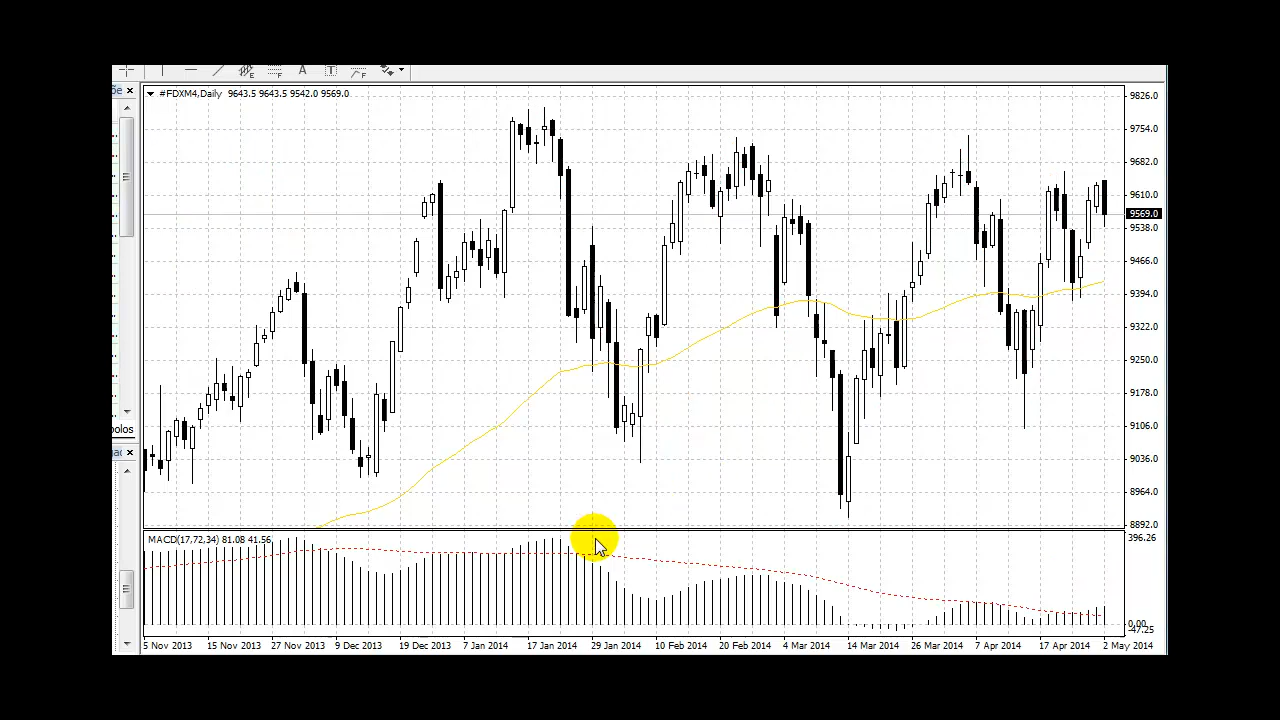 A T
E F F
ões
#FDXM4,Daily 9643.5 9643.5 9542.0 9569.0
9826.0
9754.0
9682.0
9610.0
9569.0
9538.0
9466.0
9394.0
9322.0
9250.0
9178.0
9106.0
9036.0
8964.0
8892.0
bolos
MACD(17,72,34) 81.08 41.56
396.26
0.00
-47.25
5 Nov 2013 15 Nov 2013 27 Nov 2013 9 Dec 2013 19 Dec 2013 7 Jan 2014 17 Jan 2014 29 Jan 2014 10 Feb 2014 20 Feb 2014 4 Mar 2014 14 Mar 2014 26 Mar 2014 7 Apr 2014 17 Apr 2014 2 May 2014